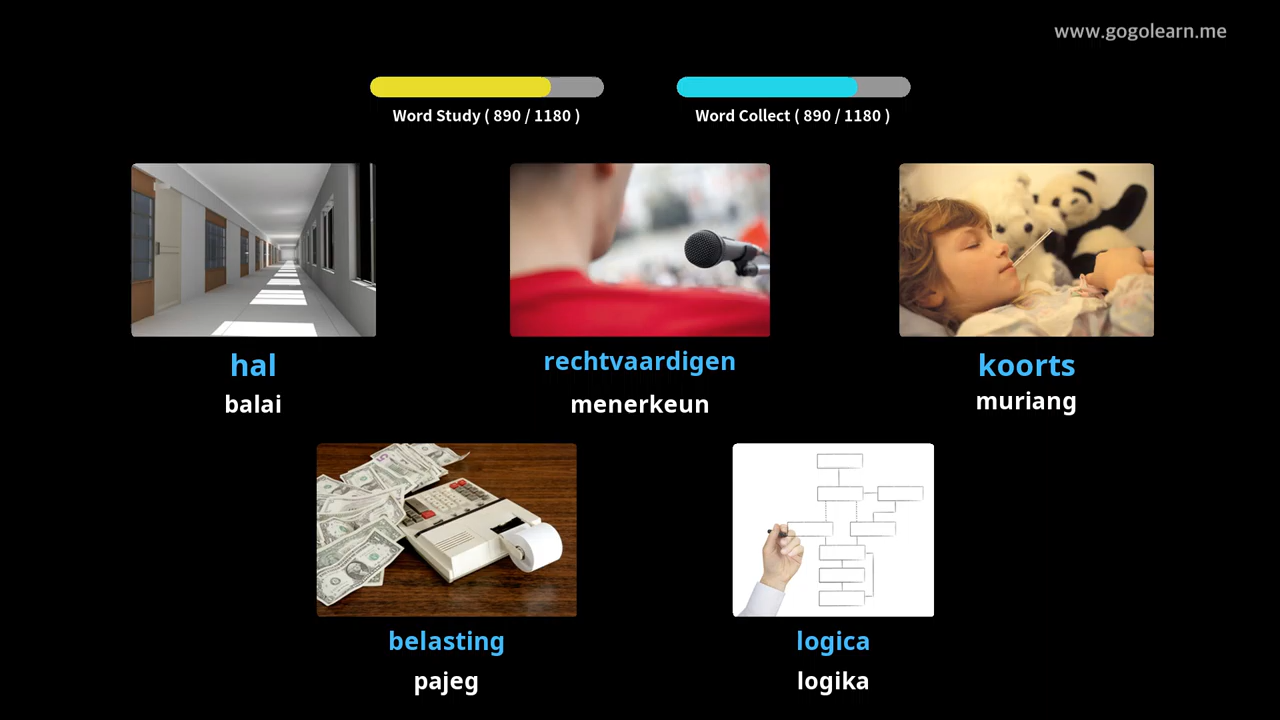 www.gogolearn.me
Word Study ( 890 / 1180 )
Word Collect ( 890 / 1180 )
hal
balai
rechtvaardigen
menerkeun
koorts
muriang
belasting
pajeg
logica
logika